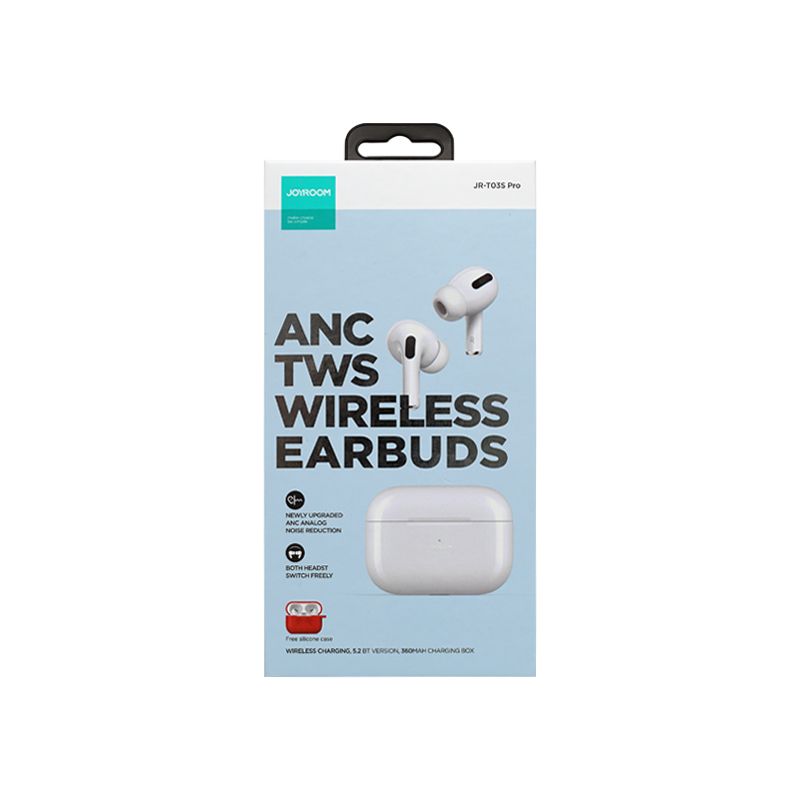 JR-T03S Pro
JOYROOM
ANC
TWS
WIRELESS
EARBUDS
NEWLY UPGRADED
ANC ANALOG
NOISE REDUCTION
BOTH HEADST
SWITCH FREELY
Free silicone case
WIRELESS CHARGING, 5.2 BT VERSION, 360MAH CHARGING BOX